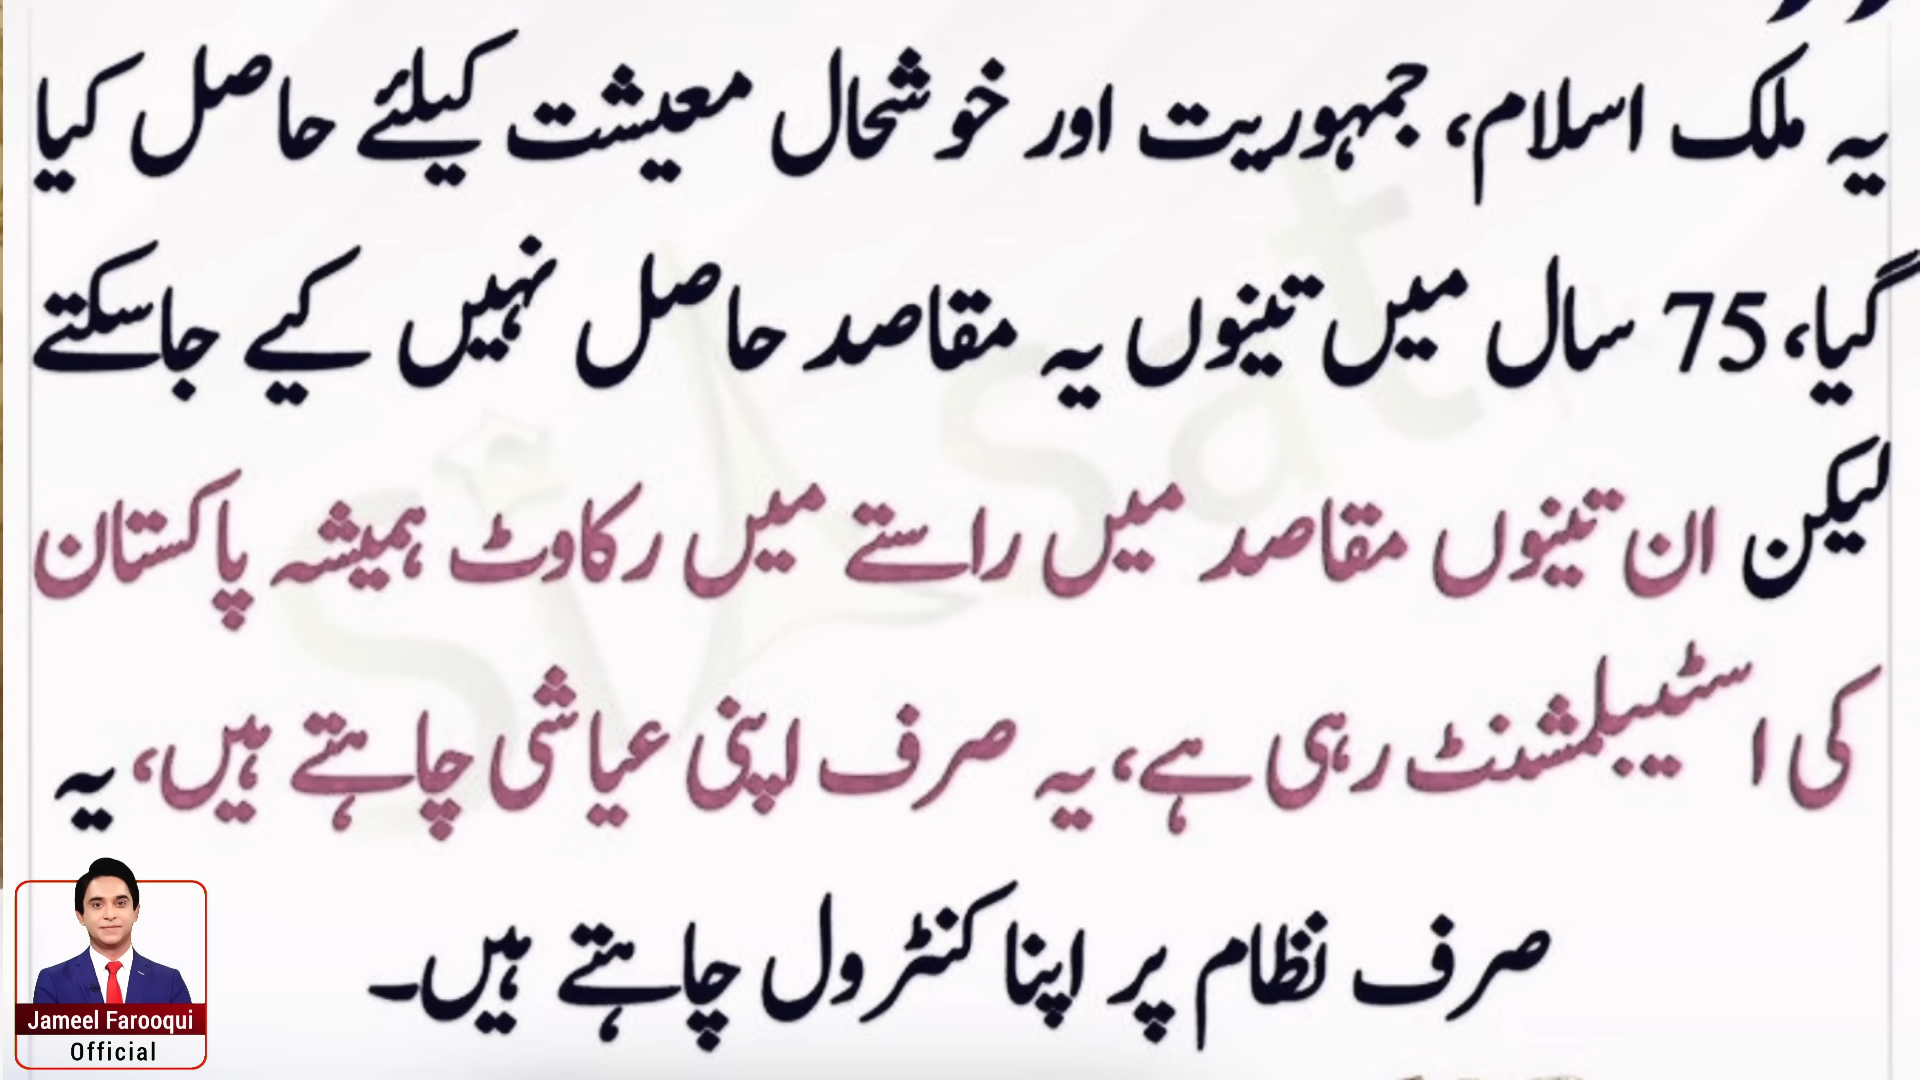 یہ ملک اسلام، جمہوریت اور خوشحال معیشت کیلئے حاصل کیا
گیا، 75 سال میں تینوں یہ مقاصد حاصل نہیں کیے جاسکتے
لیکن ان تینوں مقاصد میں راستے میں رکاوٹ ہمیشہ پاکستان
کی اسٹیبلمشنٹ رہی ہے، یہ صرف اپنی عیاشی چاہتے ہیں، یہ
صرف نظام پر اپنا کنٹرول چاہتے ہیں۔
Jameel Farooqui
Official